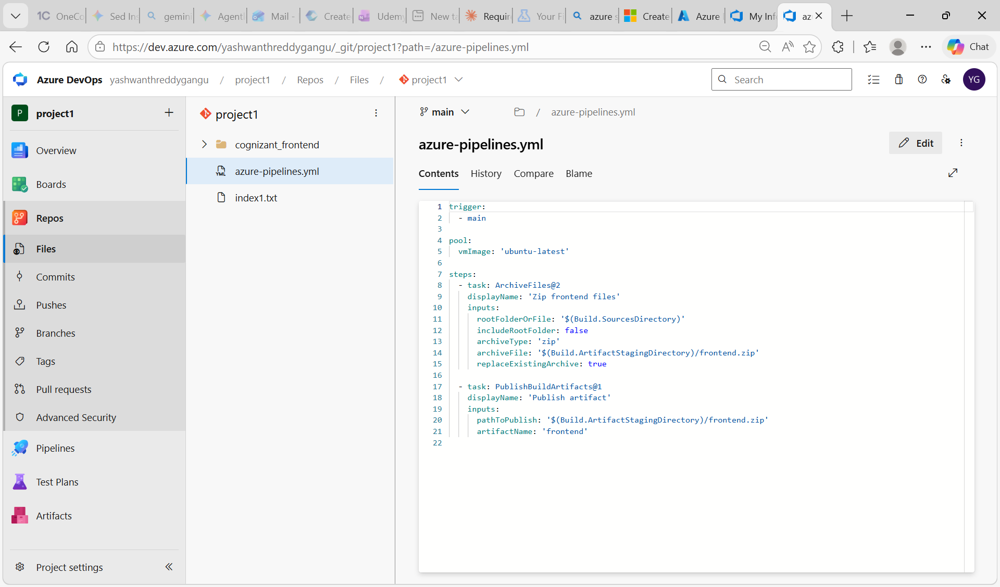 OneCo
Sed Ins
gemini
Agenti
Mail -
Create
Udem
New ta
Requir
Your Fi
azure s
Create
Azure
My Inf
az
https://dev.azure.com/yashwanthreddygangu/_git/project1?path=/azure-pipelines.yml
Chat
Azure DevOps yashwanthreddygangu / project1 / Repos / Files / project1
Search
YG
P project1
Overview
Boards
Repos
Files
Commits
Pushes
Branches
Tags
Pull requests
Advanced Security
Pipelines
Test Plans
Artifacts
Project settings
project1
cognizant_frontend
YML azure-pipelines.yml
index1.txt
main / azure-pipelines.yml
azure-pipelines.yml
Edit
Contents History Compare Blame
1 trigger:
2 - main
3
4 pool:
5 vmImage: 'ubuntu-latest'
6
7 steps:
8 - task: ArchiveFiles@2
9 displayName: 'Zip frontend files'
10 inputs:
11 rootFolderOrFile: '$(Build.SourcesDirectory)'
12 includeRootFolder: false
13 archiveType: 'zip'
14 archiveFile: '$(Build.ArtifactStagingDirectory)/frontend.zip'
15 replaceExistingArchive: true
16
17 - task: PublishBuildArtifacts@1
18 displayName: 'Publish artifact'
19 inputs:
20 pathToPublish: '$(Build.ArtifactStagingDirectory)/frontend.zip'
21 artifactName: 'frontend'
22